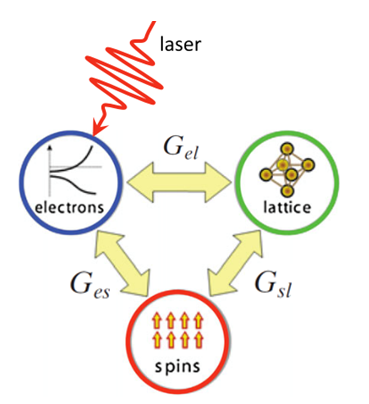 laser
G_el
electrons
lattice
G_es
G_sl
spins